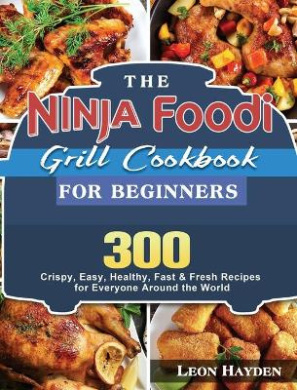 THE
NINJA FOODI
Grill Cookbook
FOR BEGINNERS
300
Crispy, Easy, Healthy, Fast & Fresh Recipes
for Everyone Around the World
LEON HAYDEN